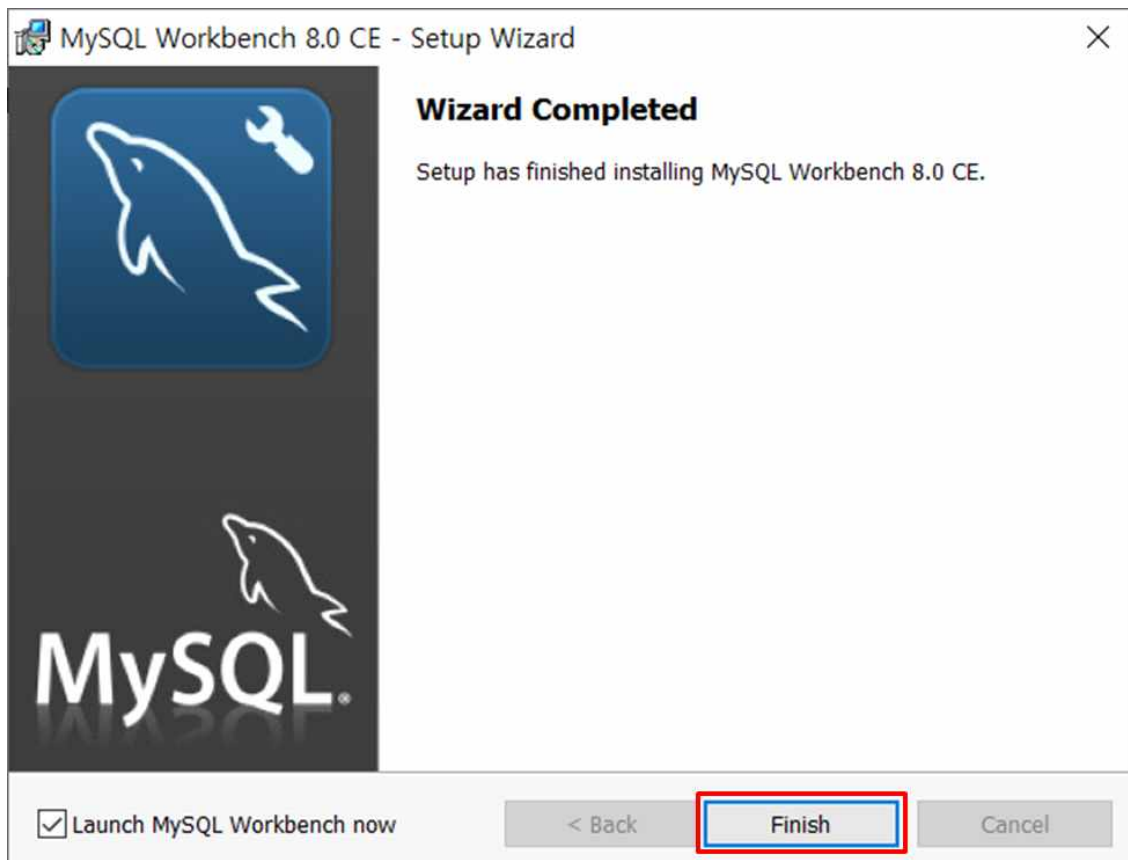 MySQL Workbench 8.0 CE - Setup Wizard
Wizard Completed
Setup has finished installing MySQL Workbench 8.0 CE.
MySQL®
Launch MySQL Workbench now
< Back
Finish
Cancel